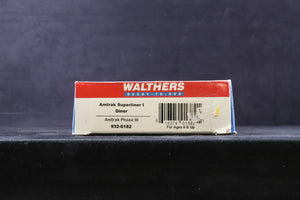 WALTHERS
READY-TO-RUN
Amtrak Superliner I
Diner
Amtrak Phase III
932-6182
For Ages 8 & Up